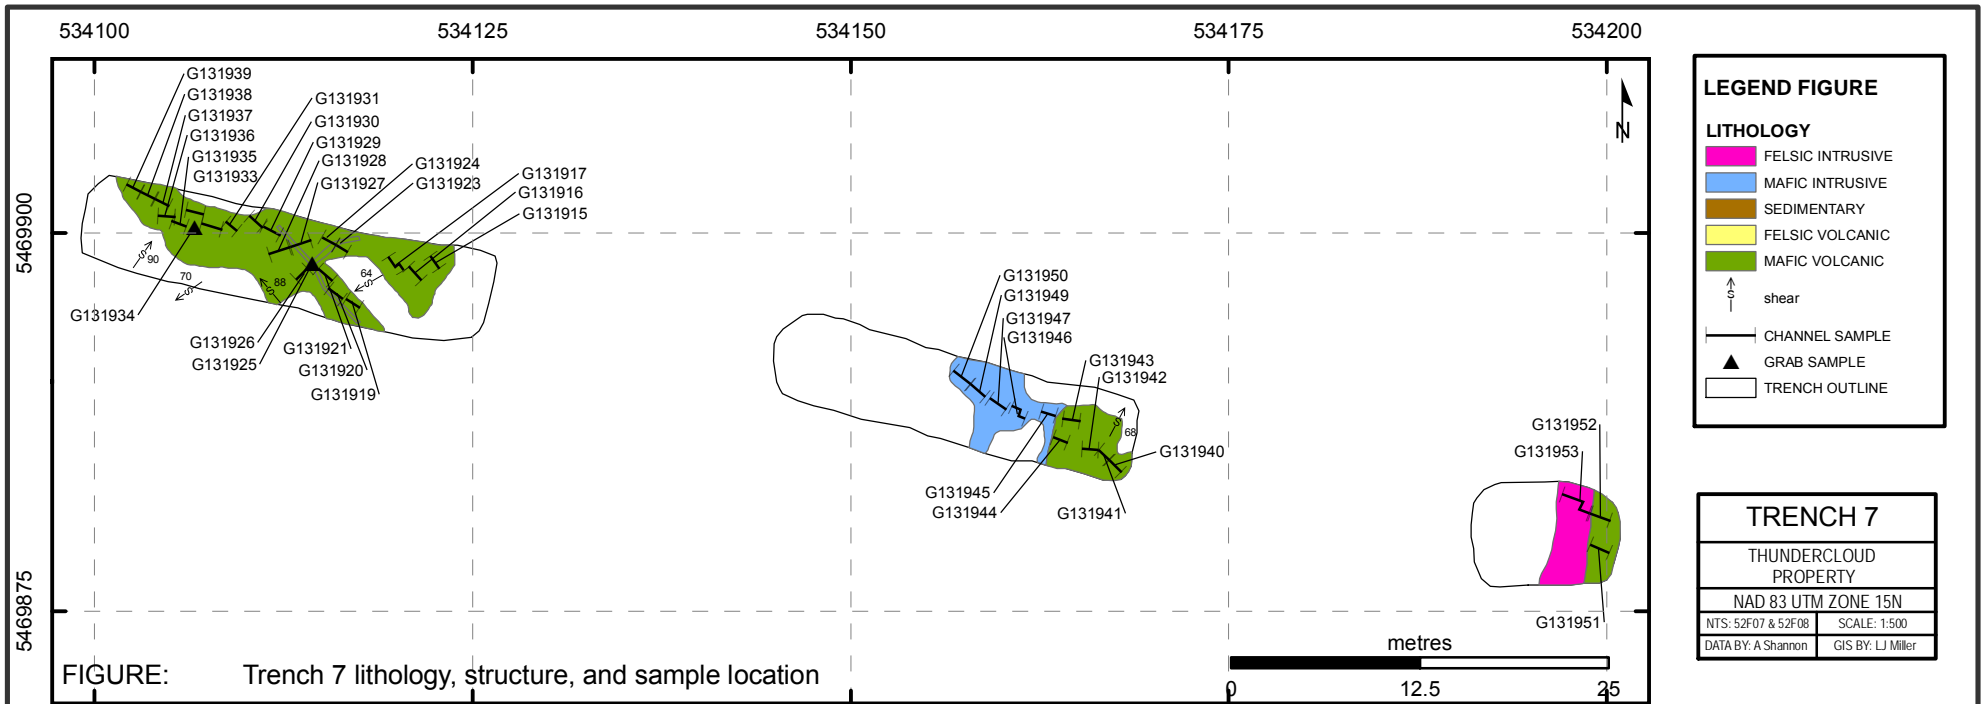 534100
534125
534150
534175
534200
5469900
5469875
G131939
G131938
G131937
G131936
G131935
G131933
G131931
G131930
G131929
G131928
G131927
G131924
G131923
G131917
G131916
G131915
90
70
88
64
S
S
S
S
G131934
G131926
G131925
G131921
G131920
G131919
G131950
G131949
G131947
G131946
G131943
G131942
S
68
G131940
G131945
G131944
G131941
G131952
G131953
G131951
N
metres
0
12.5
25
FIGURE: Trench 7 lithology, structure, and sample location
LEGEND FIGURE
LITHOLOGY
FELSIC INTRUSIVE
MAFIC INTRUSIVE
SEDIMENTARY
FELSIC VOLCANIC
MAFIC VOLCANIC
S
shear
CHANNEL SAMPLE
GRAB SAMPLE
TRENCH OUTLINE
TRENCH 7
THUNDERCLOUD
PROPERTY
NAD 83 UTM ZONE 15N
NTS: 52F07 & 52F08
SCALE: 1:500
DATA BY: A Shannon
GIS BY: LJ Miller